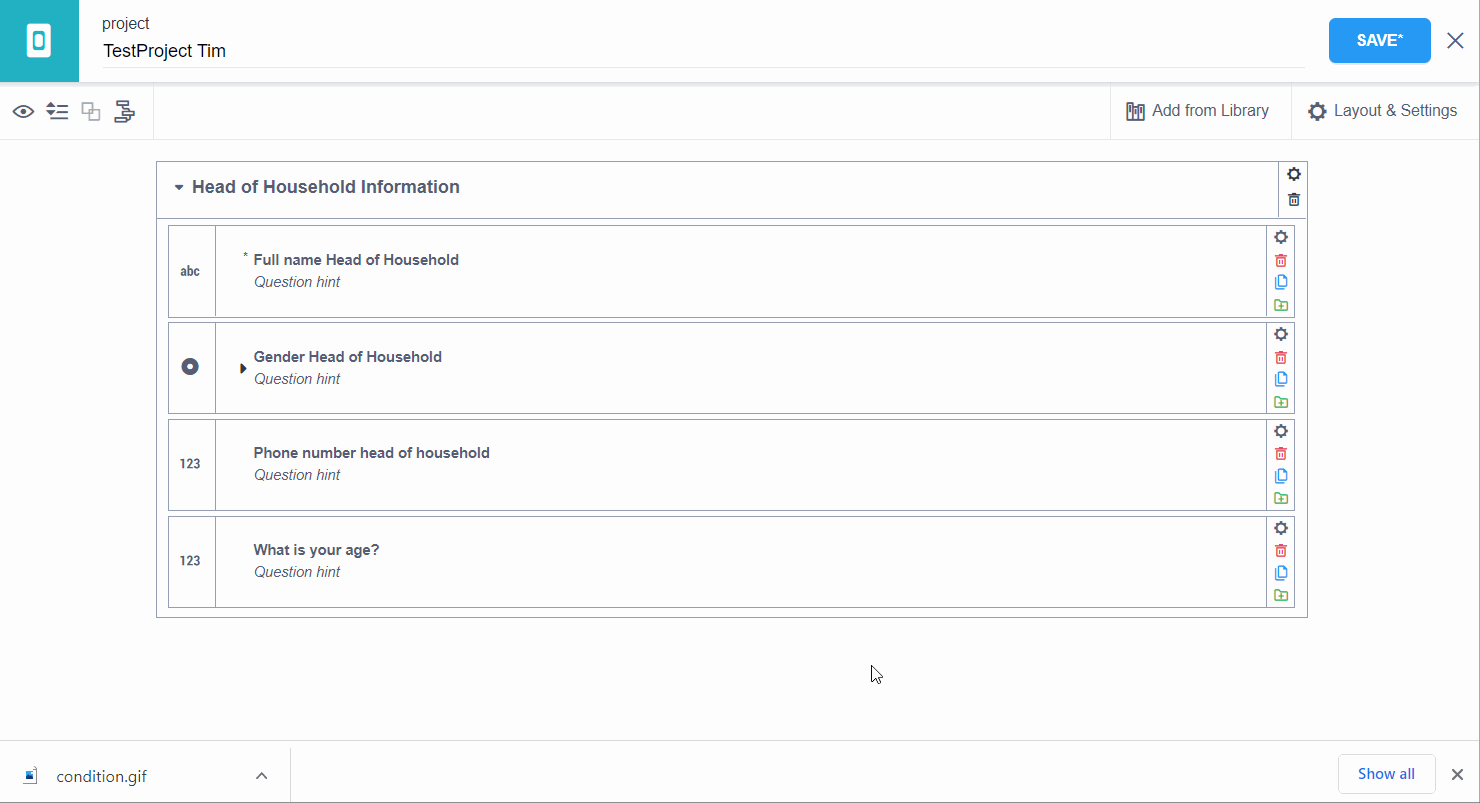 project
TestProject Tim
SAVE*
Add from Library
Layout & Settings
Head of Household Information
abc
* Full name Head of Household
Question hint
Gender Head of Household
Question hint
123
Phone number head of household
Question hint
123
What is your age?
Question hint
condition.gif
Show all